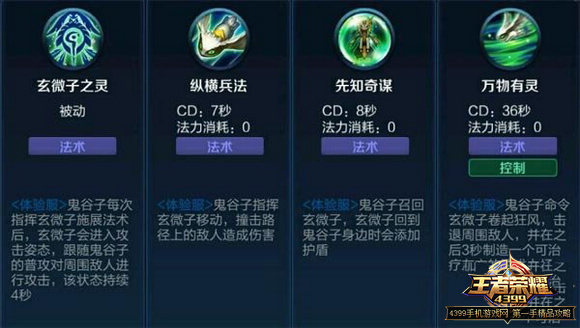 玄微子之灵
被动
法术
<体验服>鬼谷子每次
指挥玄微子施展法术
后，玄微子会进入攻
击姿态，跟随鬼谷子
的普攻对周围敌人进
行攻击，该状态持续
4秒
纵横兵法
CD：7秒
法力消耗：0
法术
<体验服>鬼谷子指挥
玄微子移动，撞击路
径上的敌人造成伤害
先知奇谋
CD：8秒
法力消耗：0
法术
<体验服>鬼谷子召回
玄微子，玄微子回到
鬼谷子身边时会添加
护盾
万物有灵
CD：36秒
法力消耗：0
法术
控制
<体验服>鬼谷子命令
玄微子卷起狂风，击
退周围敌人，并在之
后3秒制造一个可治
疗
王者荣耀
4399
4399手机游戏网 第一手精品攻略